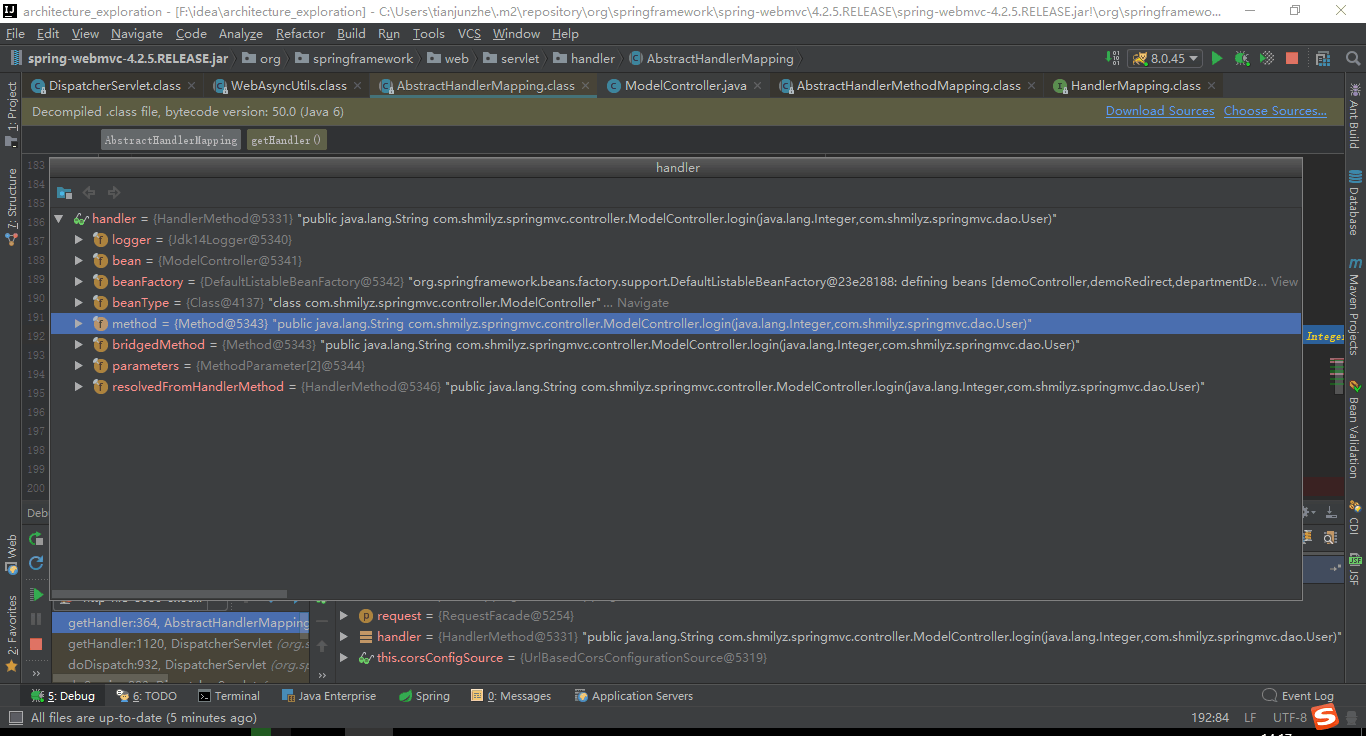 architecture_exploration - [F:\idea\architecture_exploration] - C:\Users\tianjunzhe\.m2\repository\org\springframework\spring-webmvc\4.2.5.RELEASE\spring-webmvc-4.2.5.RELEASE.jar!\org\springframewo...
File Edit View Navigate Code Analyze Refactor Build Run Tools VCS Window Help
spring-webmvc-4.2.5.RELEASE.jar org springframework web servlet handler AbstractHandlerMapping 8.0.45
DispatcherServlet.class WebAsyncUtils.class AbstractHandlerMapping.class ModelController.java AbstractHandlerMethodMapping.class HandlerMapping.class
Decompiled .class file, bytecode version: 50.0 (Java 6) Download Sources Choose Sources...
AbstractHandlerMapping getHandler()
1: Project
7: Structure
Web
2: Favorites
Ant Build
Database
Maven Projects
Bean Validation
CDI
JSF
183
184
185
186
187
188
189
190
191
192
193
194
195
196
197
198
199
200
handler
handler = {HandlerMethod@5331} "public java.lang.String com.shmilyz.springmvc.controller.ModelController.login(java.lang.Integer,com.shmilyz.springmvc.dao.User)"
logger = {Jdk14Logger@5340}
bean = {ModelController@5341}
beanFactory = {DefaultListableBeanFactory@5342} "org.springframework.beans.factory.support.DefaultListableBeanFactory@23e28188: defining beans [demoController,demoRedirect,departmentDa... View
beanType = {Class@4137} "class com.shmilyz.springmvc.controller.ModelController" ... Navigate
method = {Method@5343} "public java.lang.String com.shmilyz.springmvc.controller.ModelController.login(java.lang.Integer,com.shmilyz.springmvc.dao.User)"
bridgedMethod = {Method@5343} "public java.lang.String com.shmilyz.springmvc.controller.ModelController.login(java.lang.Integer,com.shmilyz.springmvc.dao.User)"
parameters = {MethodParameter[2]@5344}
resolvedFromHandlerMethod = {HandlerMethod@5346} "public java.lang.String com.shmilyz.springmvc.controller.ModelController.login(java.lang.Integer,com.shmilyz.springmvc.dao.User)"
Integer
Deb
getHandler:364, AbstractHandlerMapping
getHandler:1120, DispatcherServlet (org.sp
doDispatch:932, DispatcherServlet (org.sp
request = {RequestFacade@5254}
handler = {HandlerMethod@5331} "public java.lang.String com.shmilyz.springmvc.controller.ModelController.login(java.lang.Integer,com.shmilyz.springmvc.dao.User)"
this.corsConfigSource = {UrlBasedCorsConfigurationSource@5319}
5: Debug 6: TODO Terminal Java Enterprise Spring 0: Messages Application Servers Event Log
All files are up-to-date (5 minutes ago) 192:84 LF UTF-8